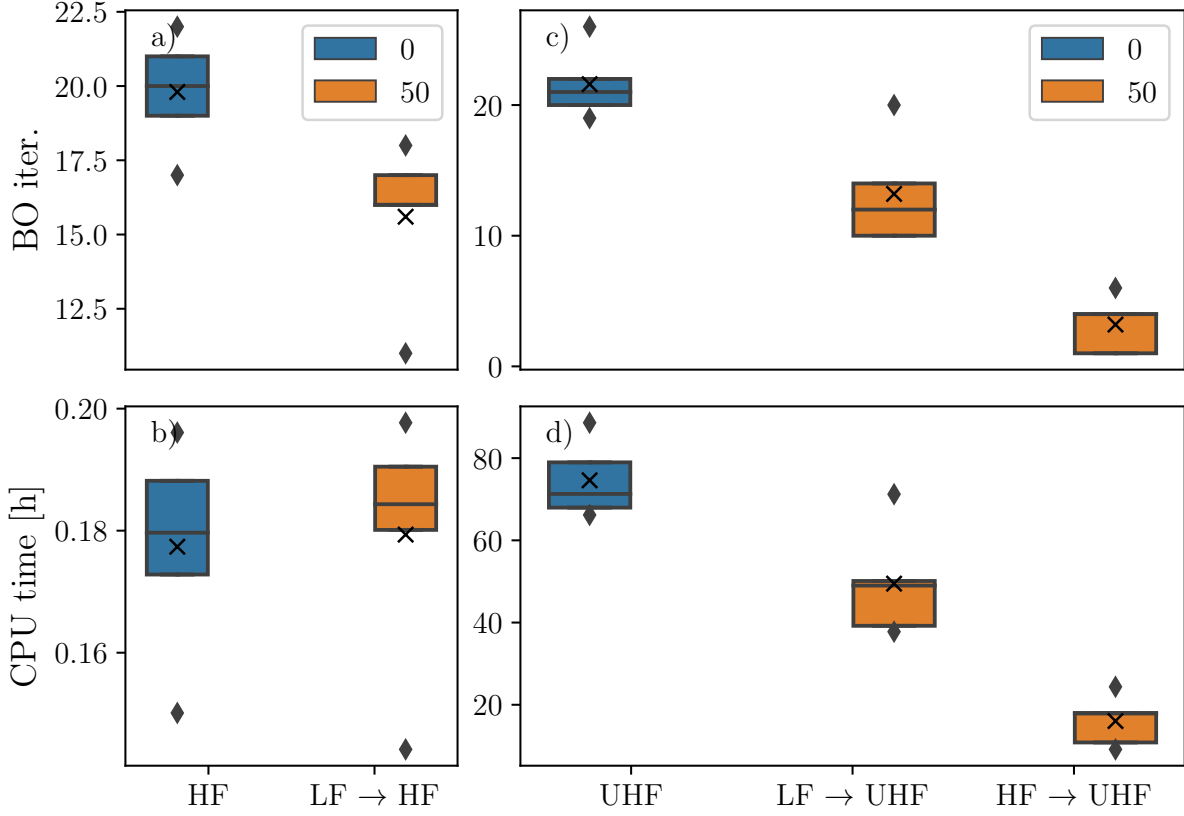 22.5
20.0
17.5
15.0
12.5
BO iter.
a)
0
50
20
10
0
c)
0
50
0.20
0.18
0.16
CPU time [h]
b)
HF
LF → HF
80
60
40
20
d)
UHF
LF → UHF
HF → UHF